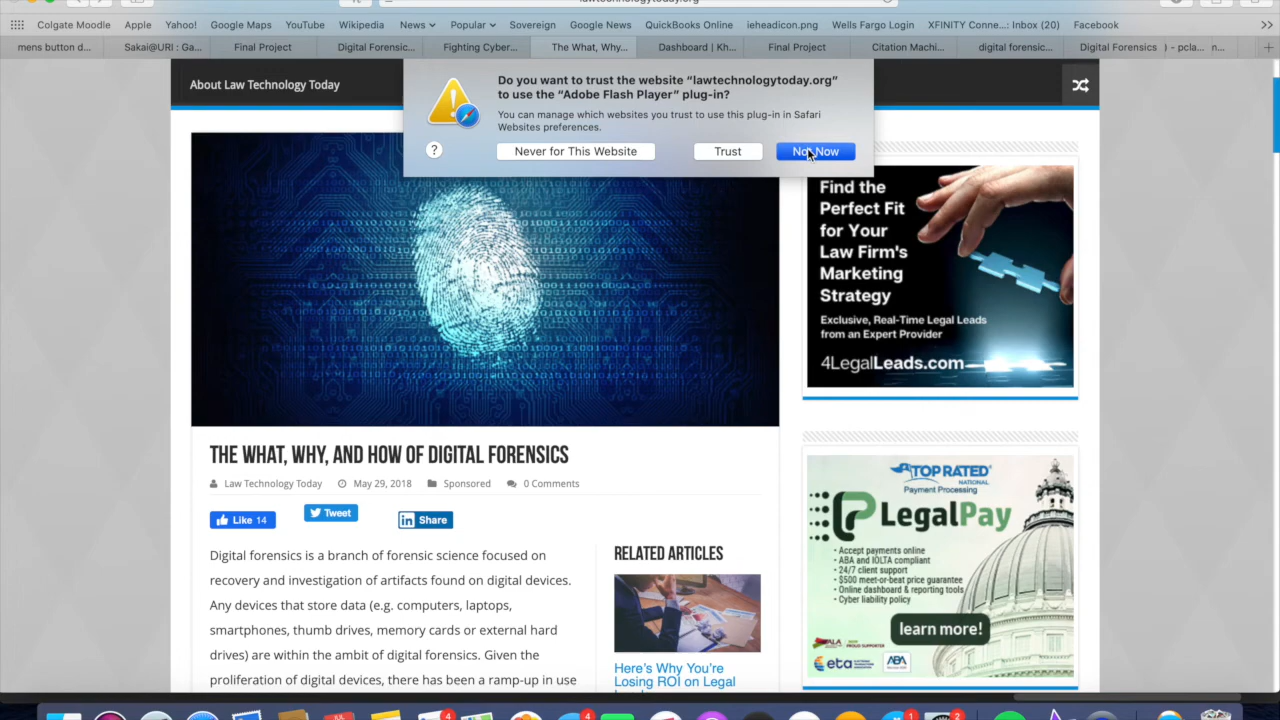 lawtechnologytoday.org
Colgate Moodle Apple Yahoo! Google Maps YouTube Wikipedia News Popular Sovereign Google News QuickBooks Online ieheadicon.png Wells Fargo Login XFINITY Conne...: Inbox (20) Facebook
mens button d... Sakai@URI : Ga... Final Project Digital Forensic... Fighting Cyber... The What, Why,... Dashboard | Kh... Final Project Citation Machi... digital forensic... Digital Forensics ) - pcla... n...
About Law Technology Today
Do you want to trust the website “lawtechnologytoday.org”
to use the “Adobe Flash Player” plug-in?
You can manage which websites you trust to use this plug-in in Safari
Websites preferences.
? Never for This Website Trust Not Now
Find the
Perfect Fit
for Your
Law Firm's
Marketing
Strategy
Exclusive, Real-Time Legal Leads
from an Expert Provider
4LegalLeads.com
THE WHAT, WHY, AND HOW OF DIGITAL FORENSICS
Law Technology Today May 29, 2018 Sponsored 0 Comments
Like 14 Tweet in Share
Digital forensics is a branch of forensic science focused on
recovery and investigation of artifacts found on digital devices.
Any devices that store data (e.g. computers, laptops,
smartphones, thumb drives, memory cards or external hard
drives) are within the ambit of digital forensics. Given the
proliferation of digital devices, there has been a ramp-up in use
RELATED ARTICLES
Here's Why You're
Losing ROI on Legal
TOP RATED
NATIONAL
Payment Processing
LegalPay
• Accept payments online
• ABA and IOLTA compliant
• 24/7 client support
• $500 meet-or-beat price guarantee
• Online dashboard & reporting tools
• Cyber liability policy
learn more!
ALA
eta
ABA
JUL
4 4 1 2